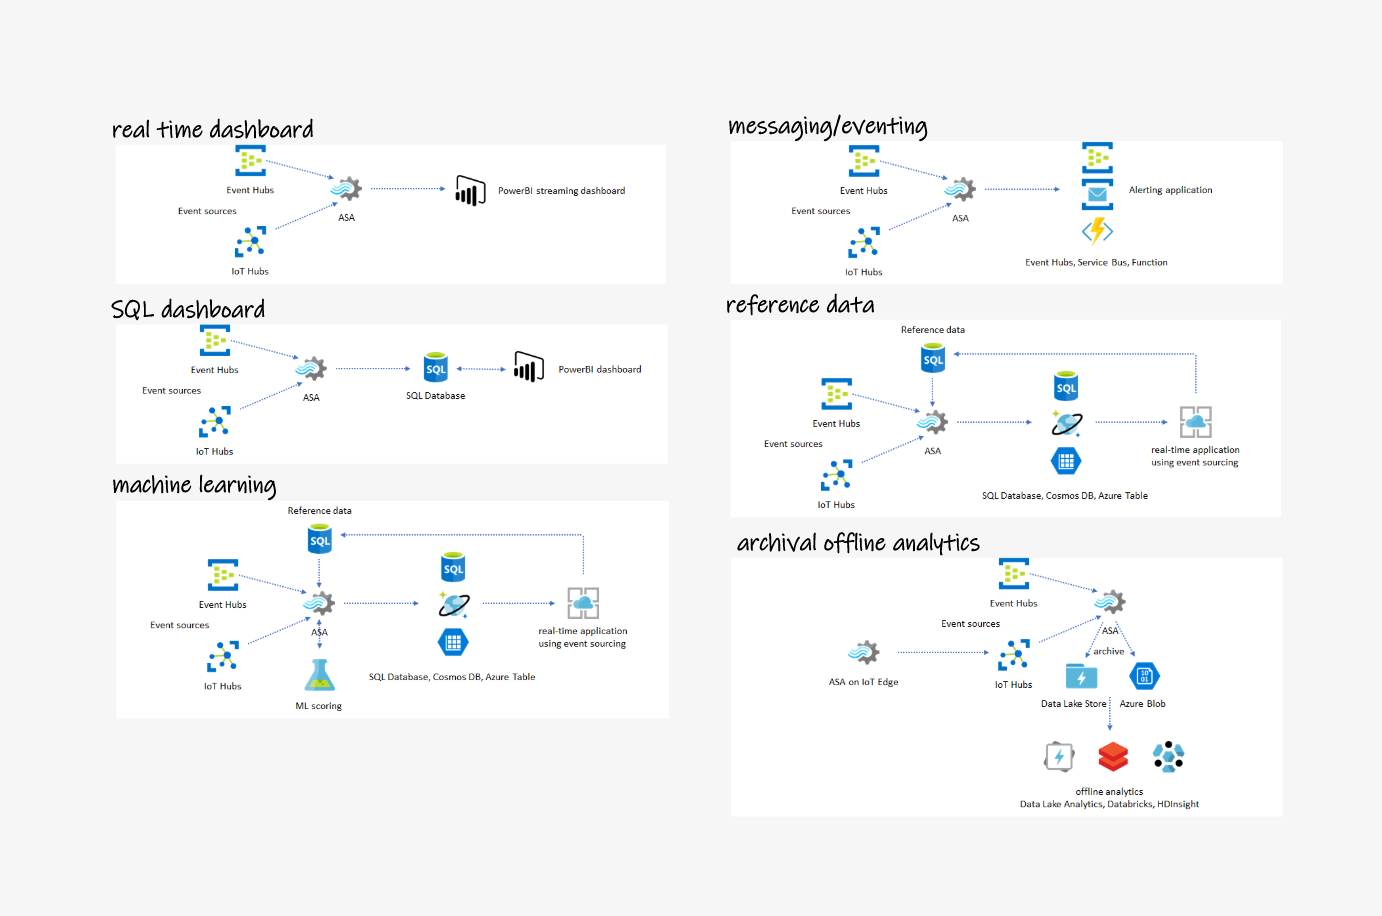 real time dashboard
Event Hubs
PowerBI streaming dashboard
Event sources
ASA
IoT Hubs
SQL dashboard
Event Hubs
PowerBI dashboard
Event sources
ASA
SQL
SQL Database
IoT Hubs
machine learning
Reference data
SQL
SQL
Event Hubs
Event sources
ASA
real-time application
using event sourcing
IoT Hubs
SQL Database, Cosmos DB, Azure Table
ML scoring
messaging/eventing
Event Hubs
Alerting application
Event sources
ASA
Event Hubs, Service Bus, Function
IoT Hubs
reference data
Reference data
SQL
SQL
Event Hubs
Event sources
ASA
real-time application
using event sourcing
SQL Database, Cosmos DB, Azure Table
IoT Hubs
archival offline analytics
Event Hubs
Event sources
ASA
archive
ASA on IoT Edge
IoT Hubs
10
01
Data Lake Store
Azure Blob
offline analytics
Data Lake Analytics, Databricks, HDInsight